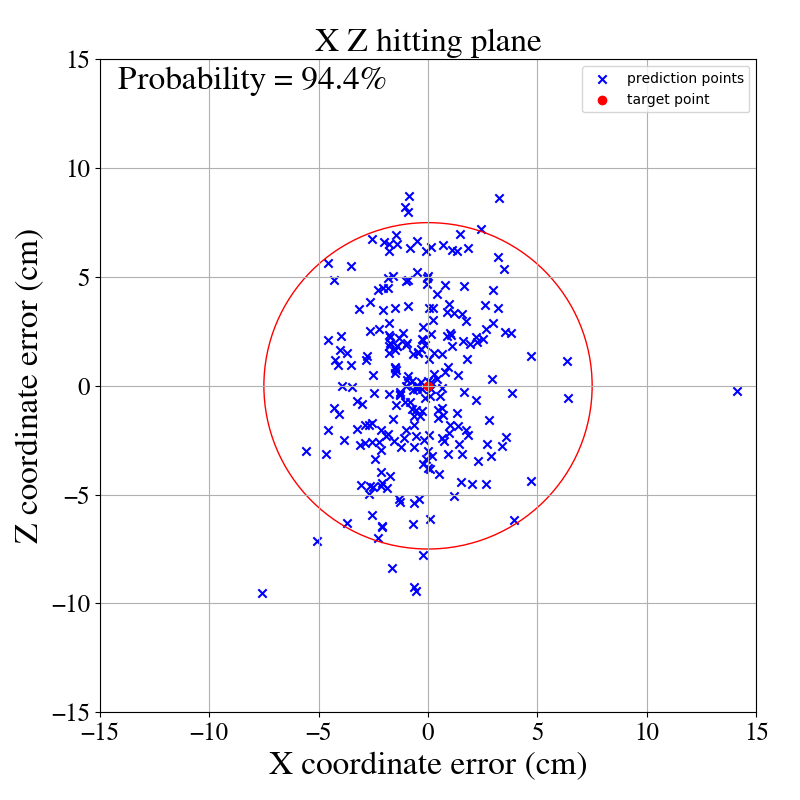 X Z hitting plane
Probability = 94.4%
prediction points
target point
Z coordinate error (cm)
15
10
5
0
−5
−10
−15
−15
−10
−5
0
5
10
15
X coordinate error (cm)